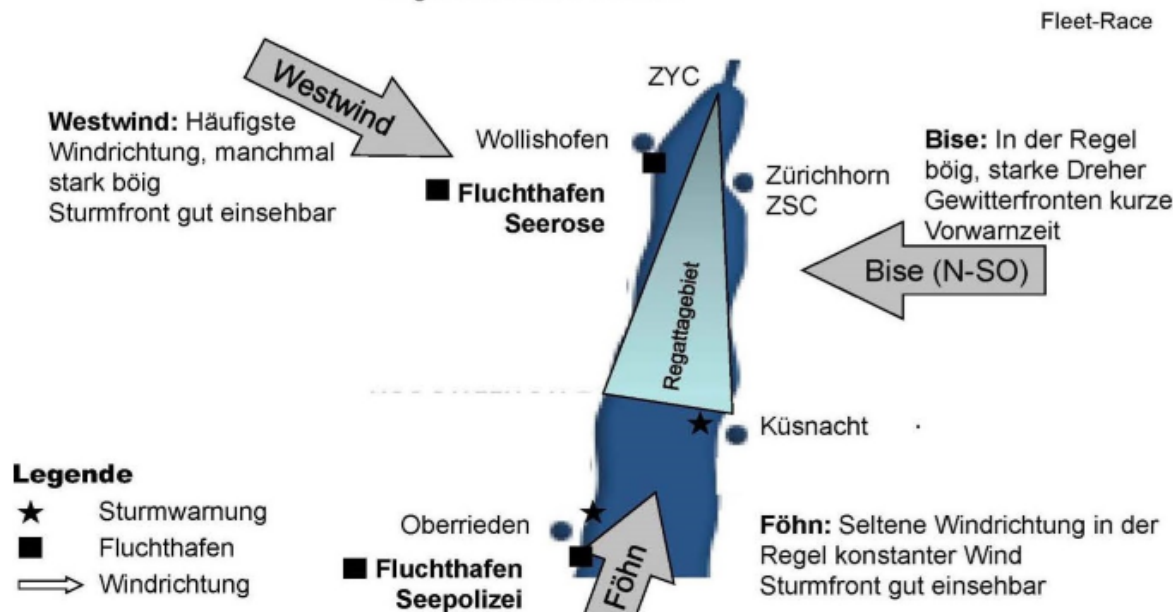 Fleet-Race
ZYC
Westwind
Westwind: Häufigste
Windrichtung, manchmal
stark böig
Sturmfront gut einsehbar
Wollishofen
Fluchthafen
Seerose
Zürichhorn
ZSC
Bise: In der Regel
böig, starke Dreher
Gewitterfronten kurze
Vorwarnzeit
Bise (N-SO)
Regattagebiet
Küsnacht
Legende
Sturmwarnung
Fluchthafen
Windrichtung
Oberrieden
Fluchthafen
Seepolizei
Föhn
Föhn: Seltene Windrichtung in der
Regel konstanter Wind
Sturmfront gut einsehbar